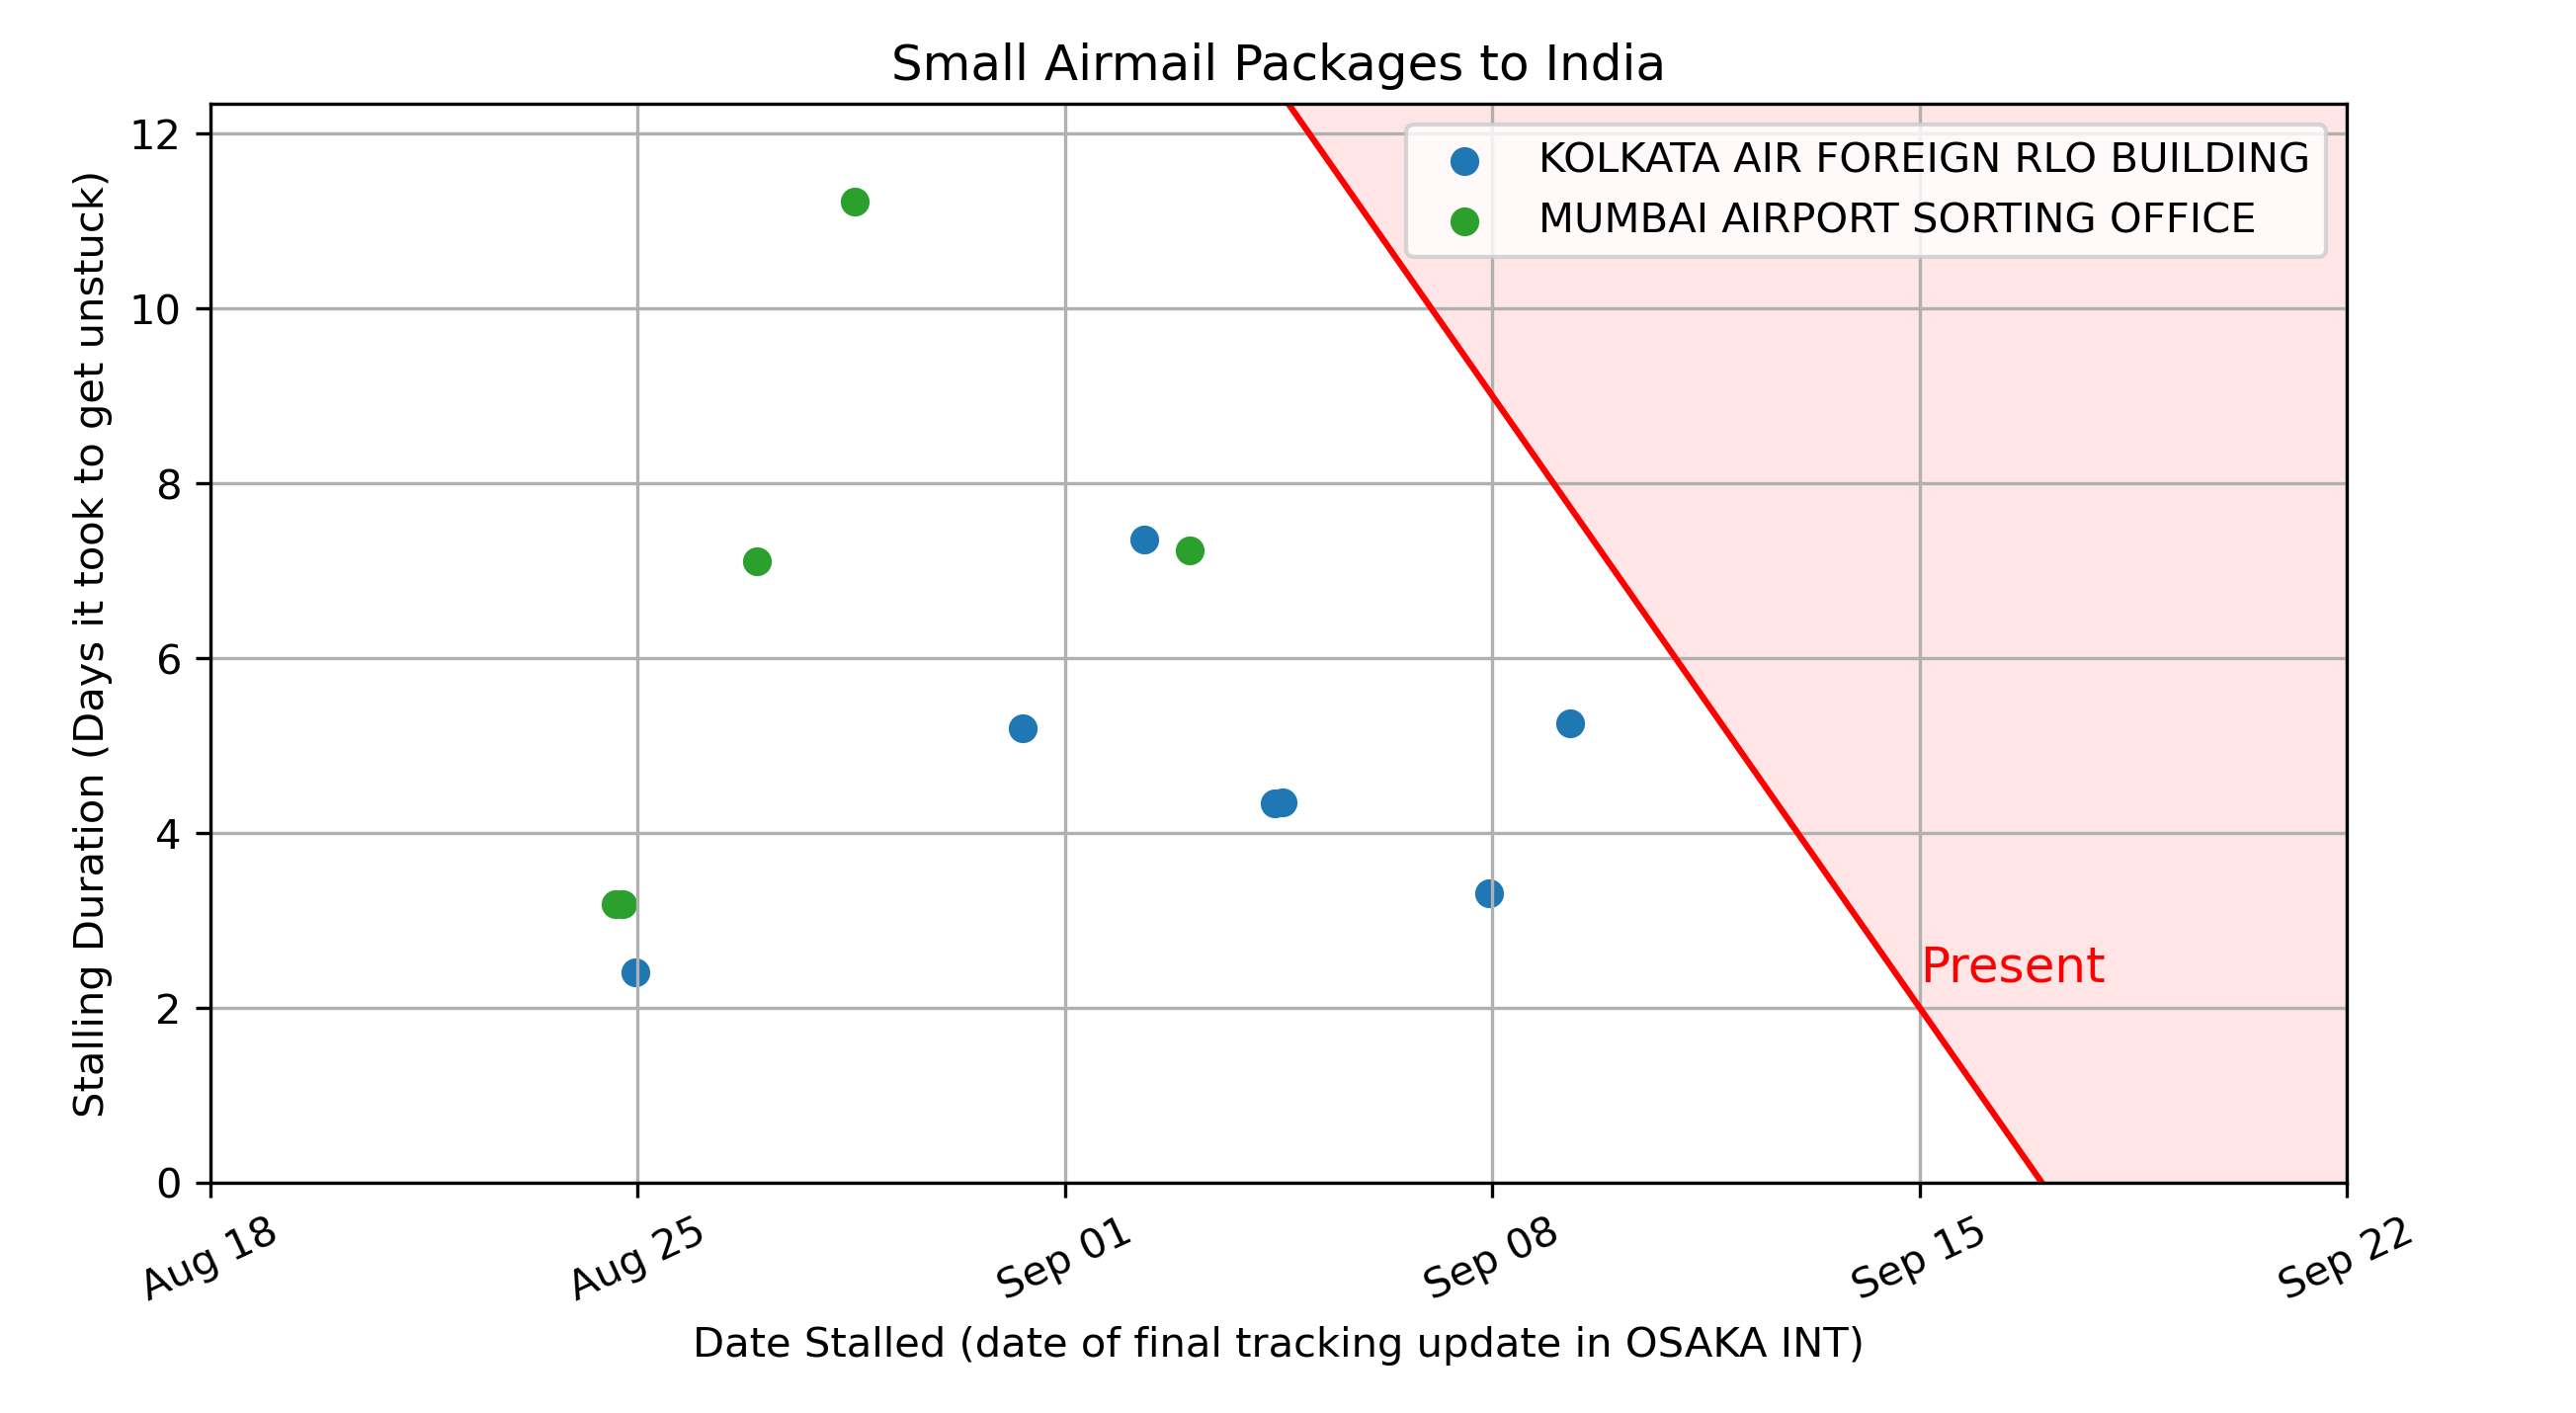 Small Airmail Packages to India
KOLKATA AIR FOREIGN RLO BUILDING
MUMBAI AIRPORT SORTING OFFICE
Stalling Duration (Days it took to get unstuck)
12
10
8
6
4
2
0
Present
Aug 18
Aug 25
Sep 01
Sep 08
Sep 15
Sep 22
Date Stalled (date of final tracking update in OSAKA INT)